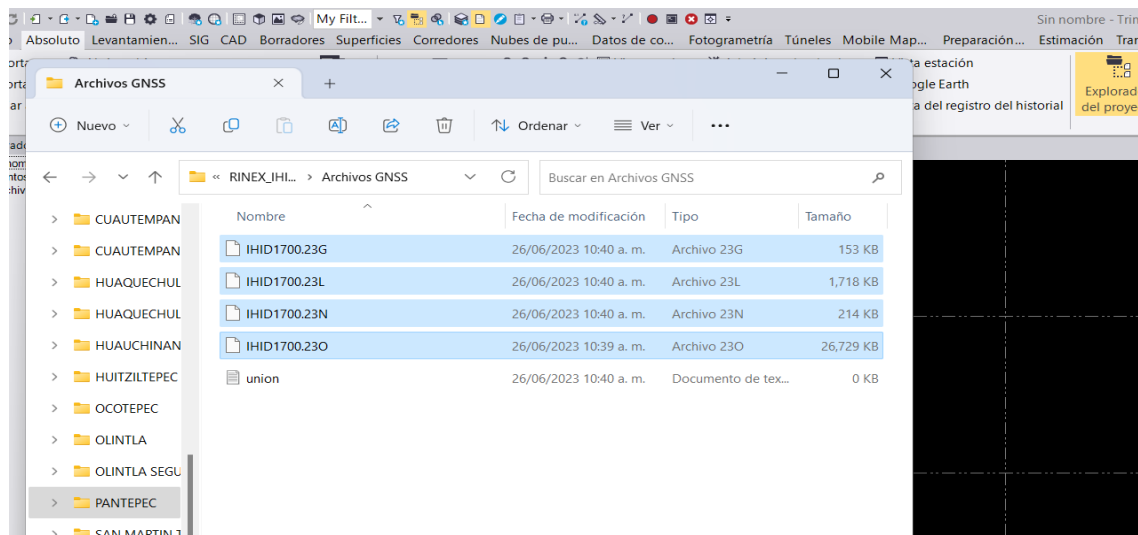 My Filt...
Sin nombre - Trim
Absoluto Levantamien... SIG CAD Borradores Superficies Corredores Nubes de pu... Datos de co... Fotogrametría Túneles Mobile Map... Preparación... Estimación Tran
Archivos GNSS
ta estación
ogle Earth
a del registro del historial
Explorad
del proye
Nuevo
Ordenar
Ver
« RINEX_IHI... > Archivos GNSS
Buscar en Archivos GNSS
Nombre Fecha de modificación Tipo Tamaño
CUAUTEMPAN
IHID1700.23G 26/06/2023 10:40 a. m. Archivo 23G 153 KB
CUAUTEMPAN
IHID1700.23L 26/06/2023 10:40 a. m. Archivo 23L 1,718 KB
HUAQUECHUL
IHID1700.23N 26/06/2023 10:40 a. m. Archivo 23N 214 KB
HUAQUECHUL
IHID1700.23O 26/06/2023 10:39 a. m. Archivo 23O 26,729 KB
HUAUCHINAN
union 26/06/2023 10:40 a. m. Documento de tex... 0 KB
HUITZILTEPEC
OCOTEPEC
OLINTLA
OLINTLA SEGU
PANTEPEC
SAN MARTIN T